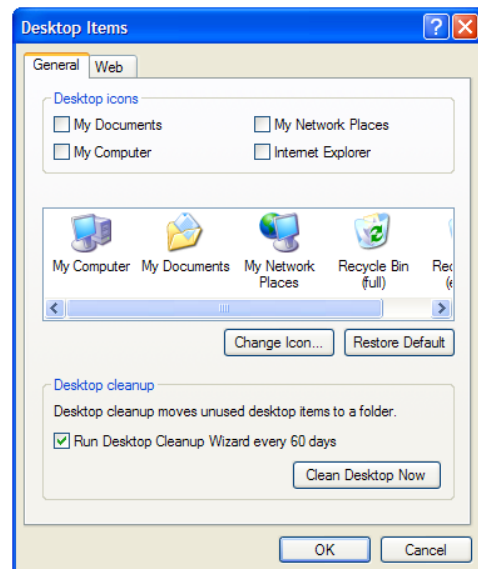 Desktop Items
General Web
Desktop icons
My Documents My Network Places
My Computer Internet Explorer
My Computer My Documents My Network Recycle Bin Rec
Places (full) (e
Change Icon... Restore Default
Desktop cleanup
Desktop cleanup moves unused desktop items to a folder.
Run Desktop Cleanup Wizard every 60 days
Clean Desktop Now
OK Cancel